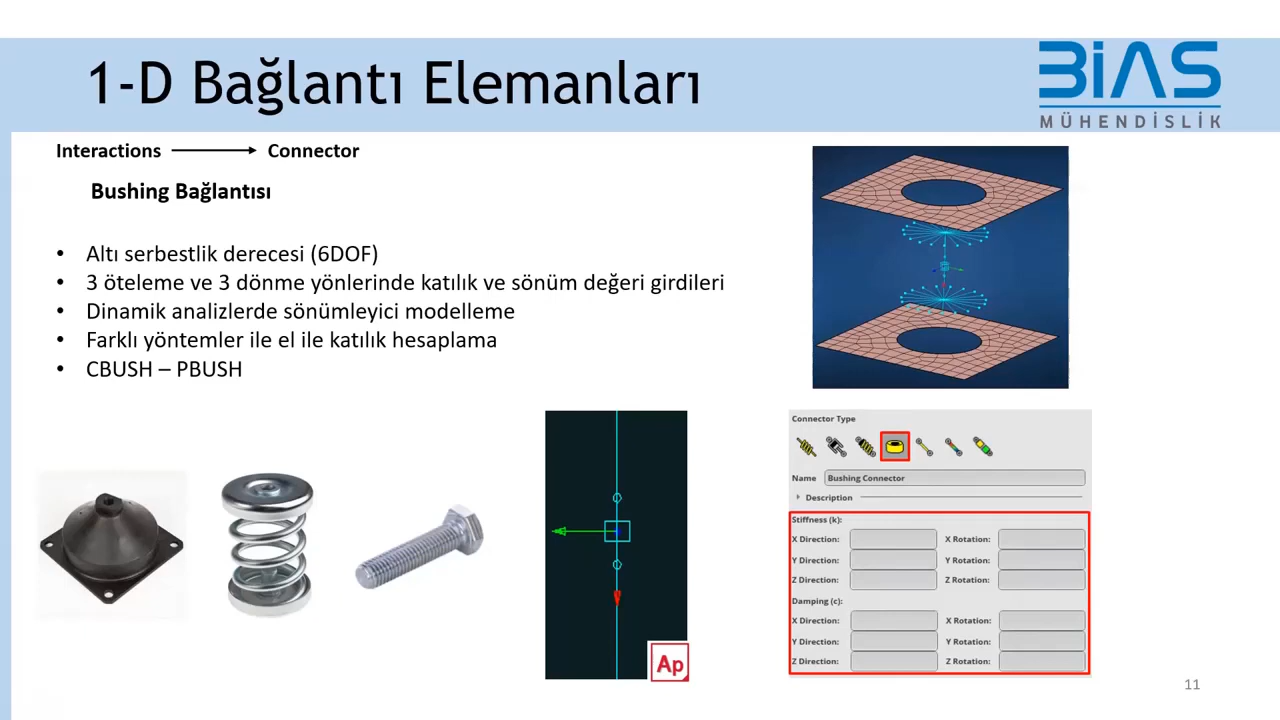 1-D Bağlantı Elemanları
BİAS
MÜHENDİSLİK
Interactions
Connector
Bushing Bağlantısı
• Altı serbestlik derecesi (6DOF)
• 3 öteleme ve 3 dönme yönlerinde katılık ve sönüm değeri girdileri
• Dinamik analizlerde sönümleyici modelleme
• Farklı yöntemler ile el ile katılık hesaplama
• CBUSH – PBUSH
Ap
Connector Type
Name Bushing Connector
Description
Stiffness (k):
X Direction: X Rotation:
Y Direction: Y Rotation:
Z Direction: Z Rotation:
Damping (c):
X Direction: X Rotation:
Y Direction: Y Rotation:
Z Direction: Z Rotation:
11